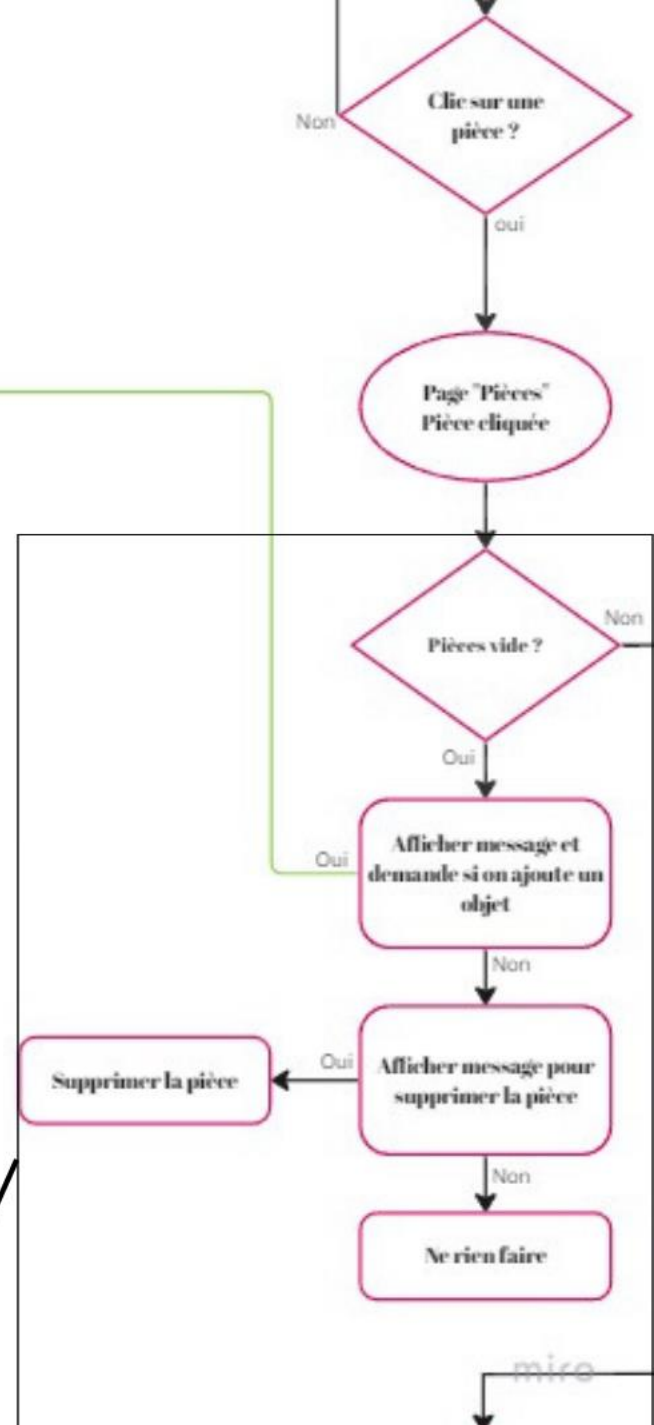 Clic sur une
pièce ?
Non
oui
Page "Pièces"
Pièce cliquée
Non
Pièces vide ?
Oui
Afficher message et
demande si on ajoute un
objet
Oui
Non
Afficher message pour
supprimer la pièce
Oui
Supprimer la pièce
Non
Ne rien faire
miro